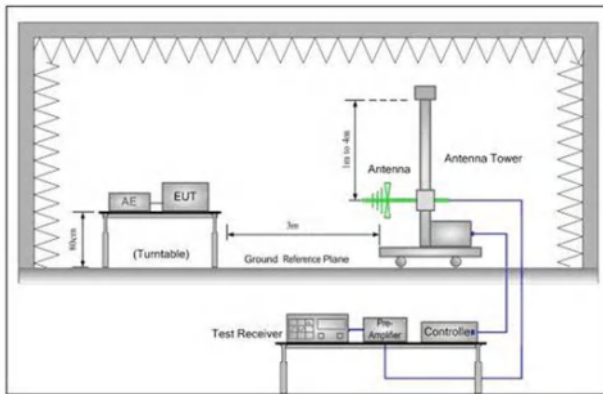 1m to 4m
Antenna
Antenna Tower
AE
EUT
80cm
(Turntable)
3m
Ground Reference Plane
Test Receiver
Pre-
Amplifier
Controller